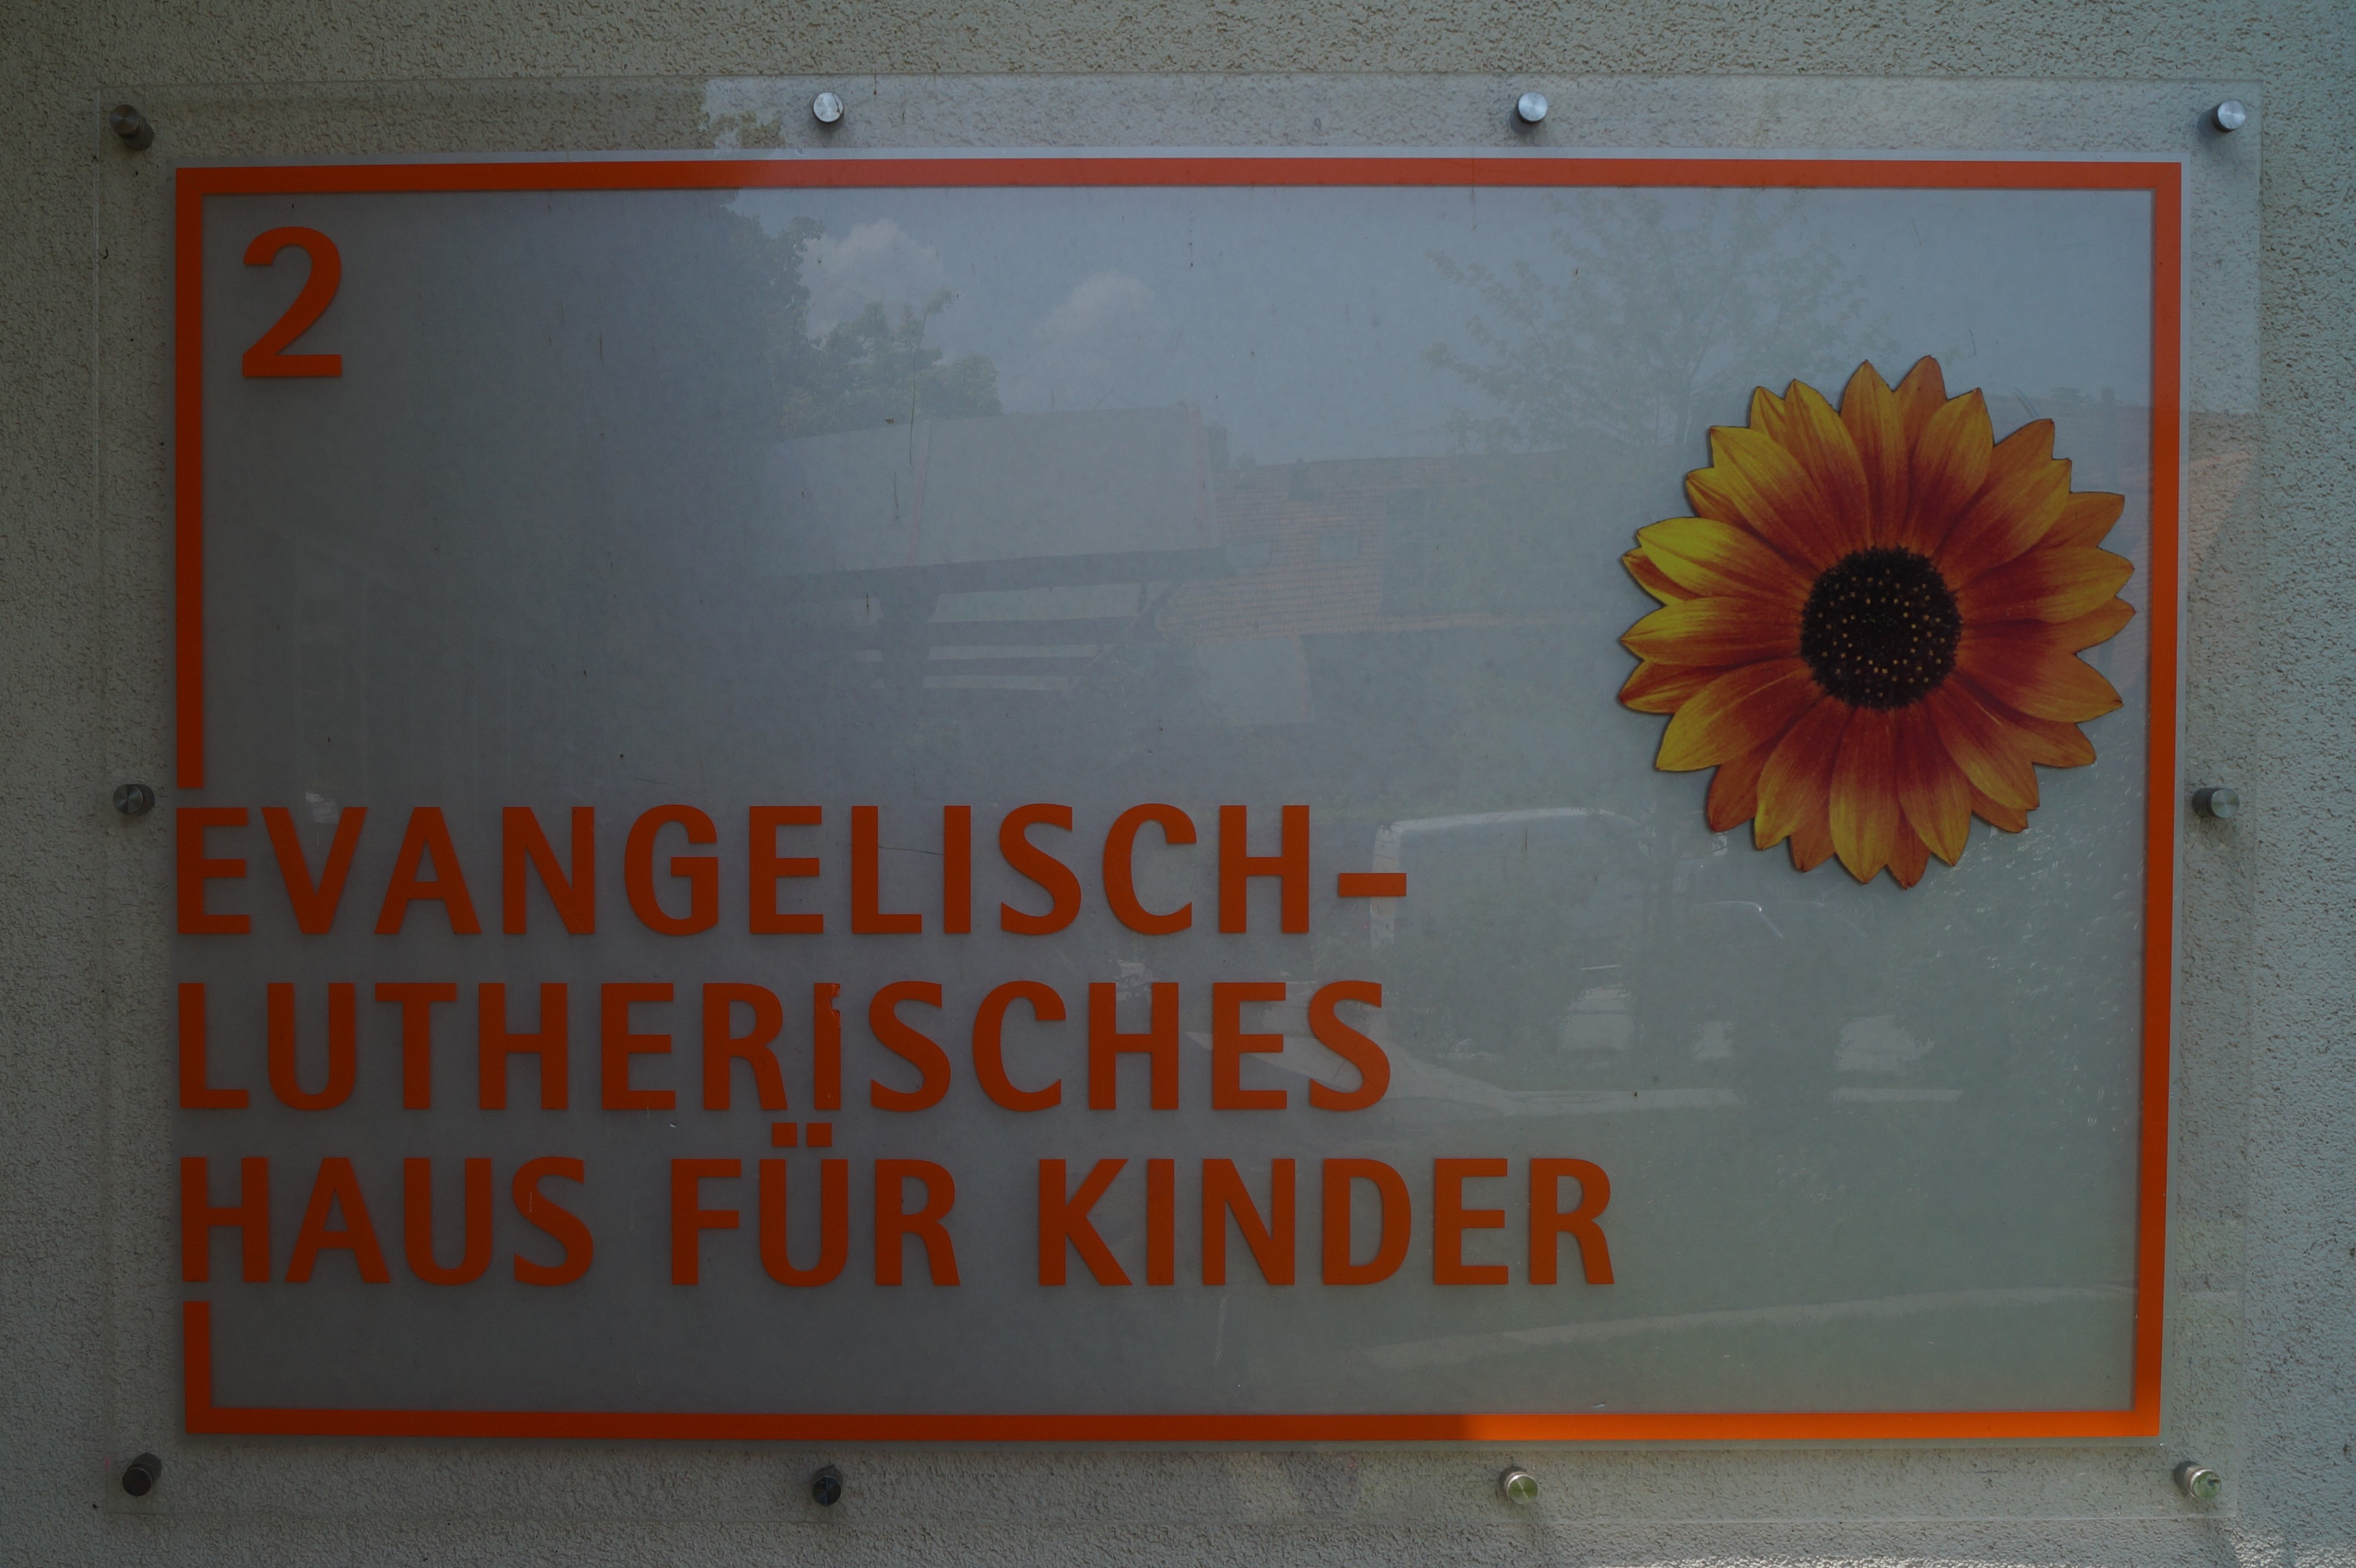 2
EVANGELISCH-
LUTHERISCHES
HAUS FÜR KINDER